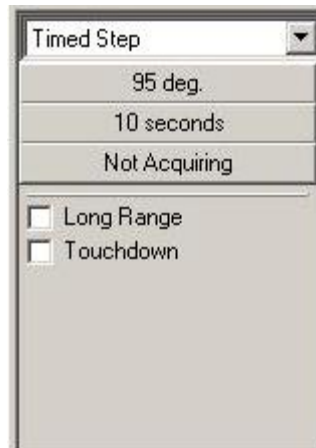 Timed Step
95 deg.
10 seconds
Not Acquiring
Long Range
Touchdown